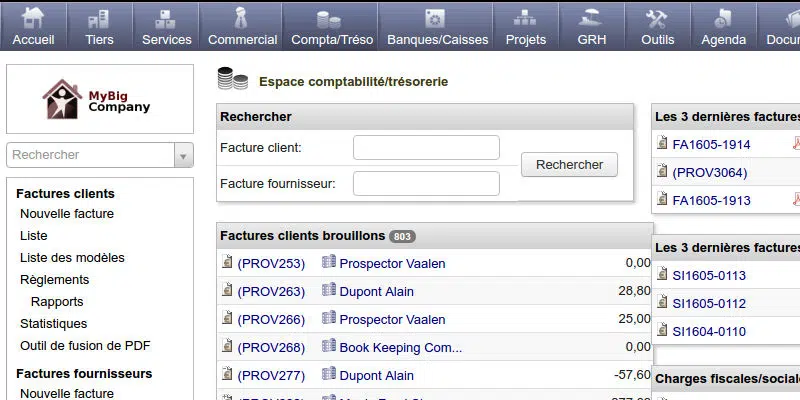 Accueil Tiers Services Commercial Compta/Tréso Banques/Caisses Projets GRH Outils Agenda
MyBig
Company
Rechercher
Factures clients
Nouvelle facture
Liste
Liste des modèles
Règlements
Rapports
Statistiques
Outil de fusion de PDF
Factures fournisseurs
Nouvelle facture
Espace comptabilité/trésorerie
Rechercher
Facture client:
Facture fournisseur:
Rechercher
Factures clients brouillons 803
(PROV253) Prospector Vaalen 0,00
(PROV263) Dupont Alain 28,80
(PROV266) Prospector Vaalen 25,00
(PROV268) Book Keeping Com... 0,00
(PROV277) Dupont Alain -57,60
Les 3 dernières factures
FA1605-1914
(PROV3064)
FA1605-1913
Les 3 dernières factures
SI1605-0113
SI1605-0112
SI1604-0110
Charges fiscales/sociale